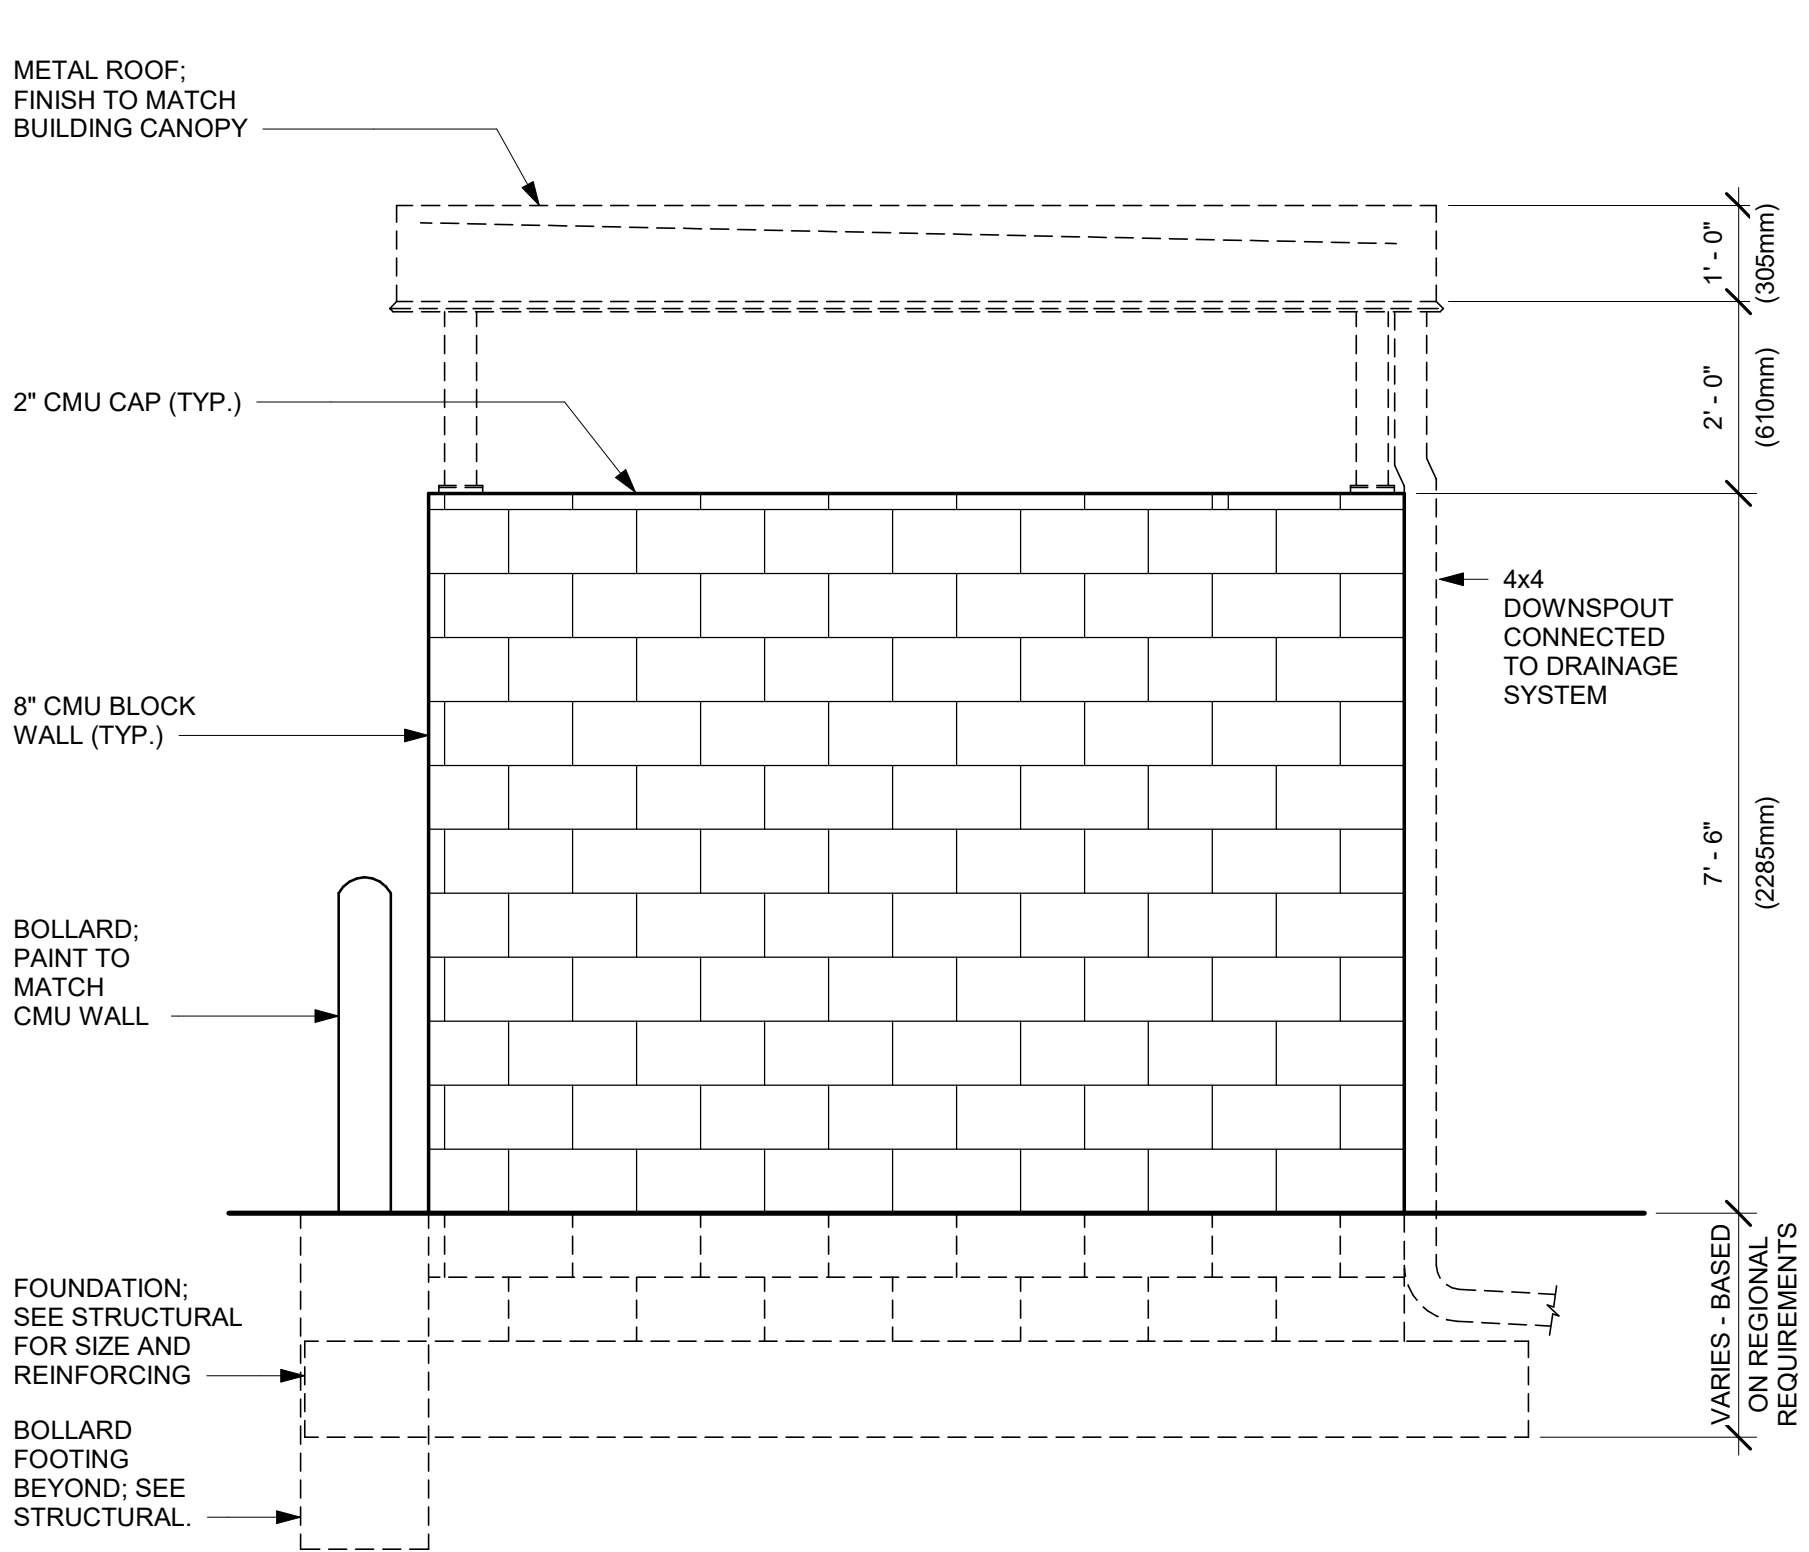 METAL ROOF;
FINISH TO MATCH
BUILDING CANOPY
1' - 0"
(305mm)
2" CMU CAP (TYP.)
2' - 0"
(610mm)
4x4
DOWNSPOUT
CONNECTED
TO DRAINAGE
SYSTEM
8" CMU BLOCK
WALL (TYP.)
7' - 6"
(2285mm)
BOLLARD;
PAINT TO
MATCH
CMU WALL
FOUNDATION;
SEE STRUCTURAL
FOR SIZE AND
REINFORCING
VARIES - BASED
ON REGIONAL
REQUIREMENTS
BOLLARD
FOOTING
BEYOND; SEE
STRUCTURAL.